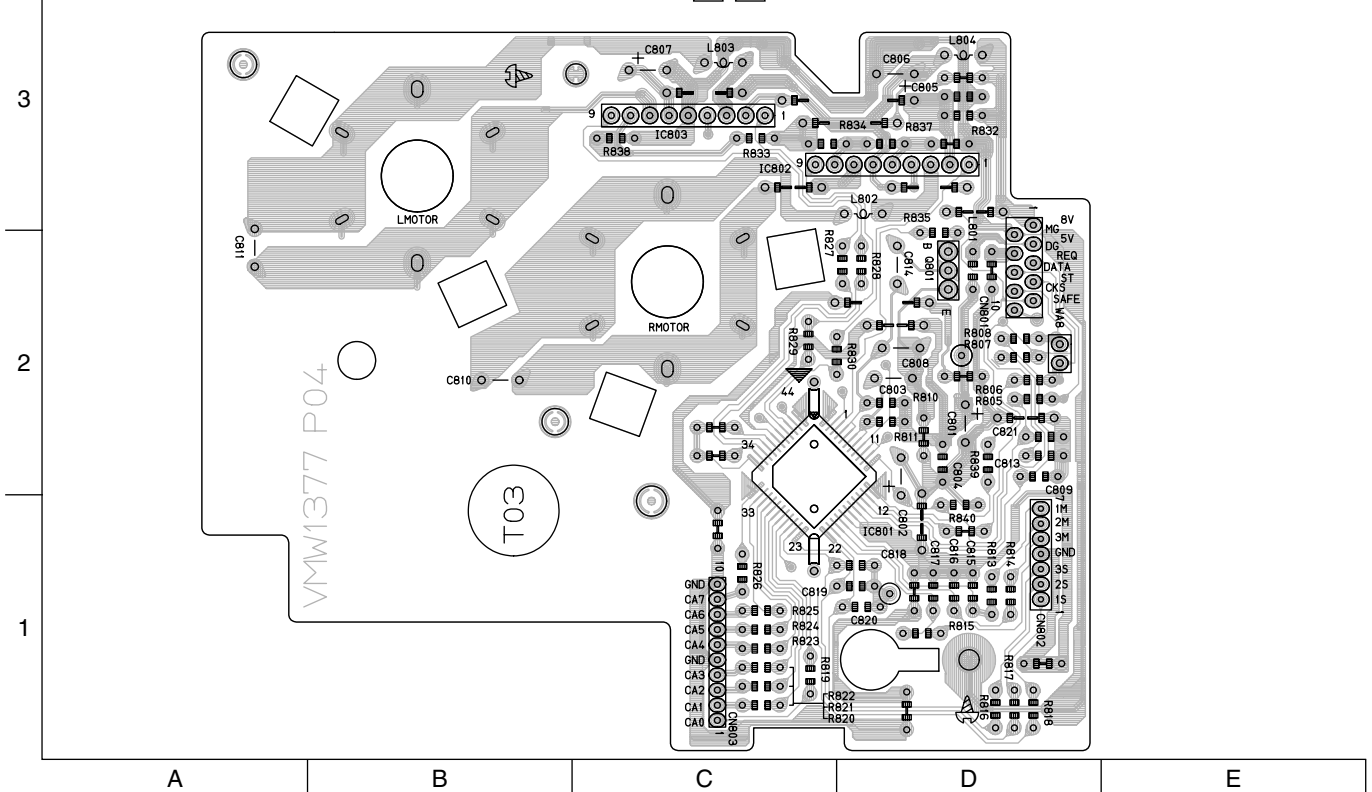 L804
C807
L803
C806
3
C805
9
1
R834
R837
R832
IC803
R838
R833
9
1
IC802
LMOTOR
L802
R835
1
8V
MG
5V
DG
REQ
DATA
ST
CKS
SAFE
C811
R827
R828
C814
B
Q801
E
L801
CN801
10
WA8
RMOTOR
R829
R830
R808
R807
2
C808
C810
C803
R810
R806
R805
44
1
C801
C821
34
11
R811
R839
C813
C804
C809
VMW1377 P04
T03
33
12
IC801
C802
R840
7
1M
2M
3M
GND
3S
2S
1S
1
CN802
23
22
C818
C817
C816
C815
R813
R814
10
R826
C819
GND
CA7
CA6
CA5
CA4
GND
CA3
CA2
CA1
CA0
1
CN803
R825
R824
R823
C820
R815
1
R819
R817
R822
R821
R820
R816
R818
A
B
C
D
E